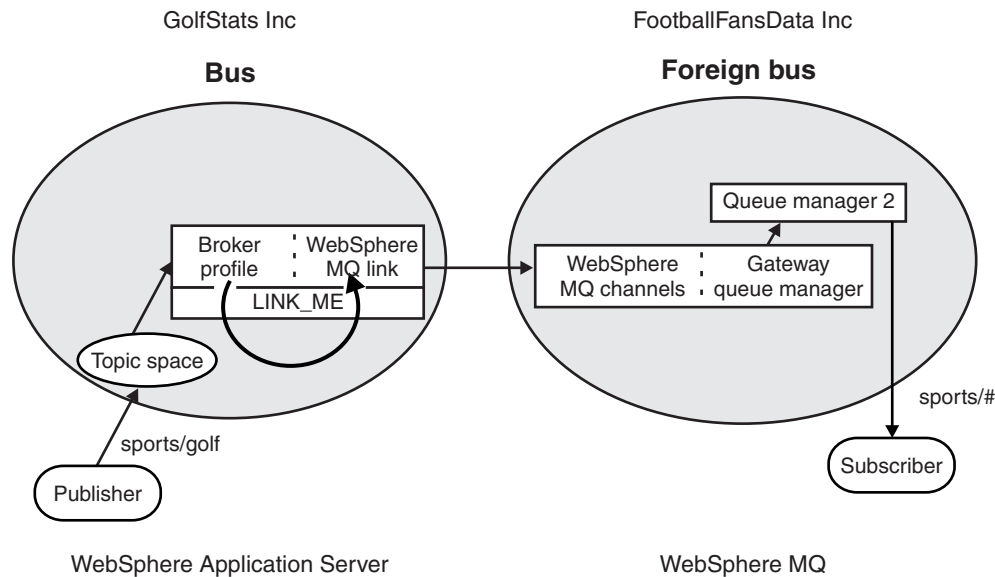 GolfStats Inc
FootballFansData Inc
Bus
Foreign bus
Queue manager 2
Broker
profile
WebSphere
MQ link
WebSphere
MQ channels
Gateway
queue manager
LINK_ME
Topic space
sports/#
sports/golf
Subscriber
Publisher
WebSphere Application Server
WebSphere MQ